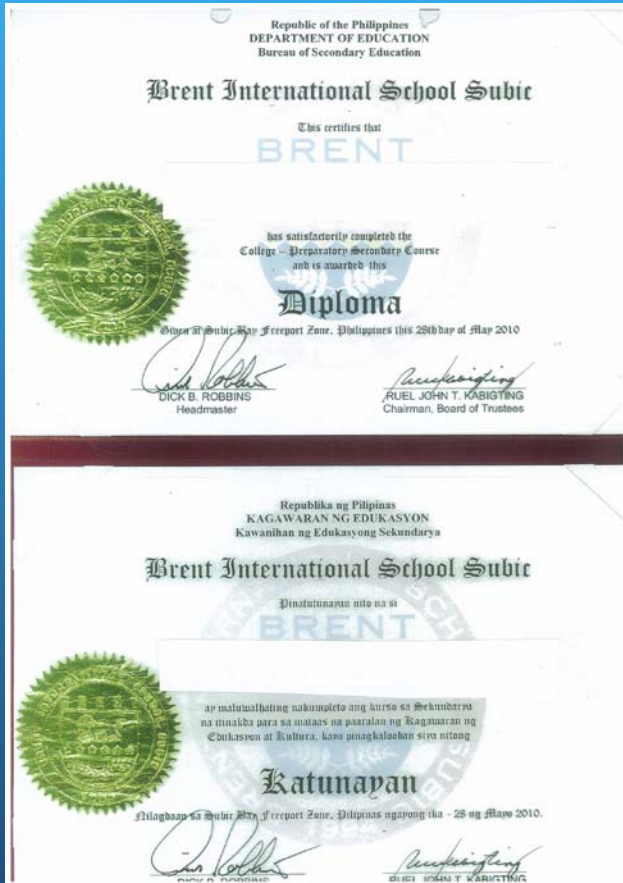 Republic of the Philippines
DEPARTMENT OF EDUCATION
Bureau of Secondary Education
Brent International School Subic
This certifies that
BRENT
has satisfactorily completed the
College – Preparatory Secondary Course
and is awarded this
Diploma
Given at Subic Bay Freeport Zone, Philippines this 28th day of May 2010
DICK B. ROBBINS
Headmaster
RUEL JOHN T. KABIGTING
Chairman, Board of Trustees
Republika ng Pilipinas
KAGAWARAN NG EDUKASYON
Kawanihan ng Edukasyong Sekundarya
Brent International School Subic
Pinatutunayan nito na si
BRENT
ay maluwalhating nakumpleto ang kurso sa Sekundarya
na itinakda para sa mataas na paaralan ng Kagawaran ng
Edukasyon at Kultura, kaya pinagkalooban siya nitong
Katunayan
Nilagdaan sa Subic Bay Freeport Zone, Pilipinas ngayong ika - 28 ng Mayo 2010.
DICK B. ROBBINS
RUEL JOHN T. KABIGTING